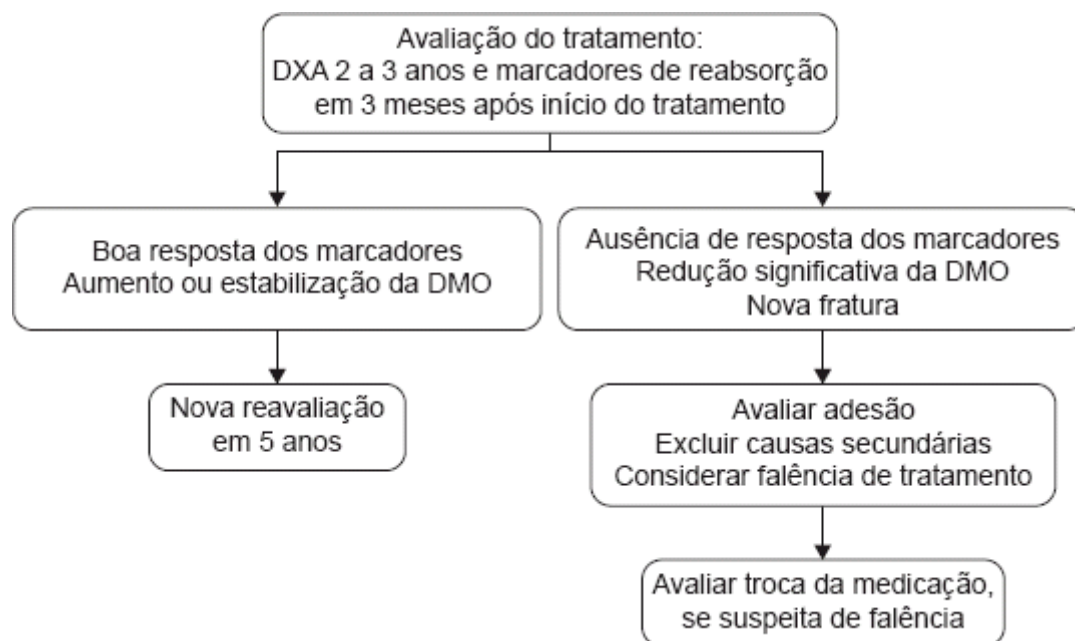 Avaliação do tratamento:
DXA 2 a 3 anos e marcadores de reabsorção
em 3 meses após início do tratamento
Boa resposta dos marcadores
Aumento ou estabilização da DMO
Ausência de resposta dos marcadores
Redução significativa da DMO
Nova fratura
Nova reavaliação
em 5 anos
Avaliar adesão
Excluir causas secundárias
Considerar falência de tratamento
Avaliar troca da medicação,
se suspeita de falência